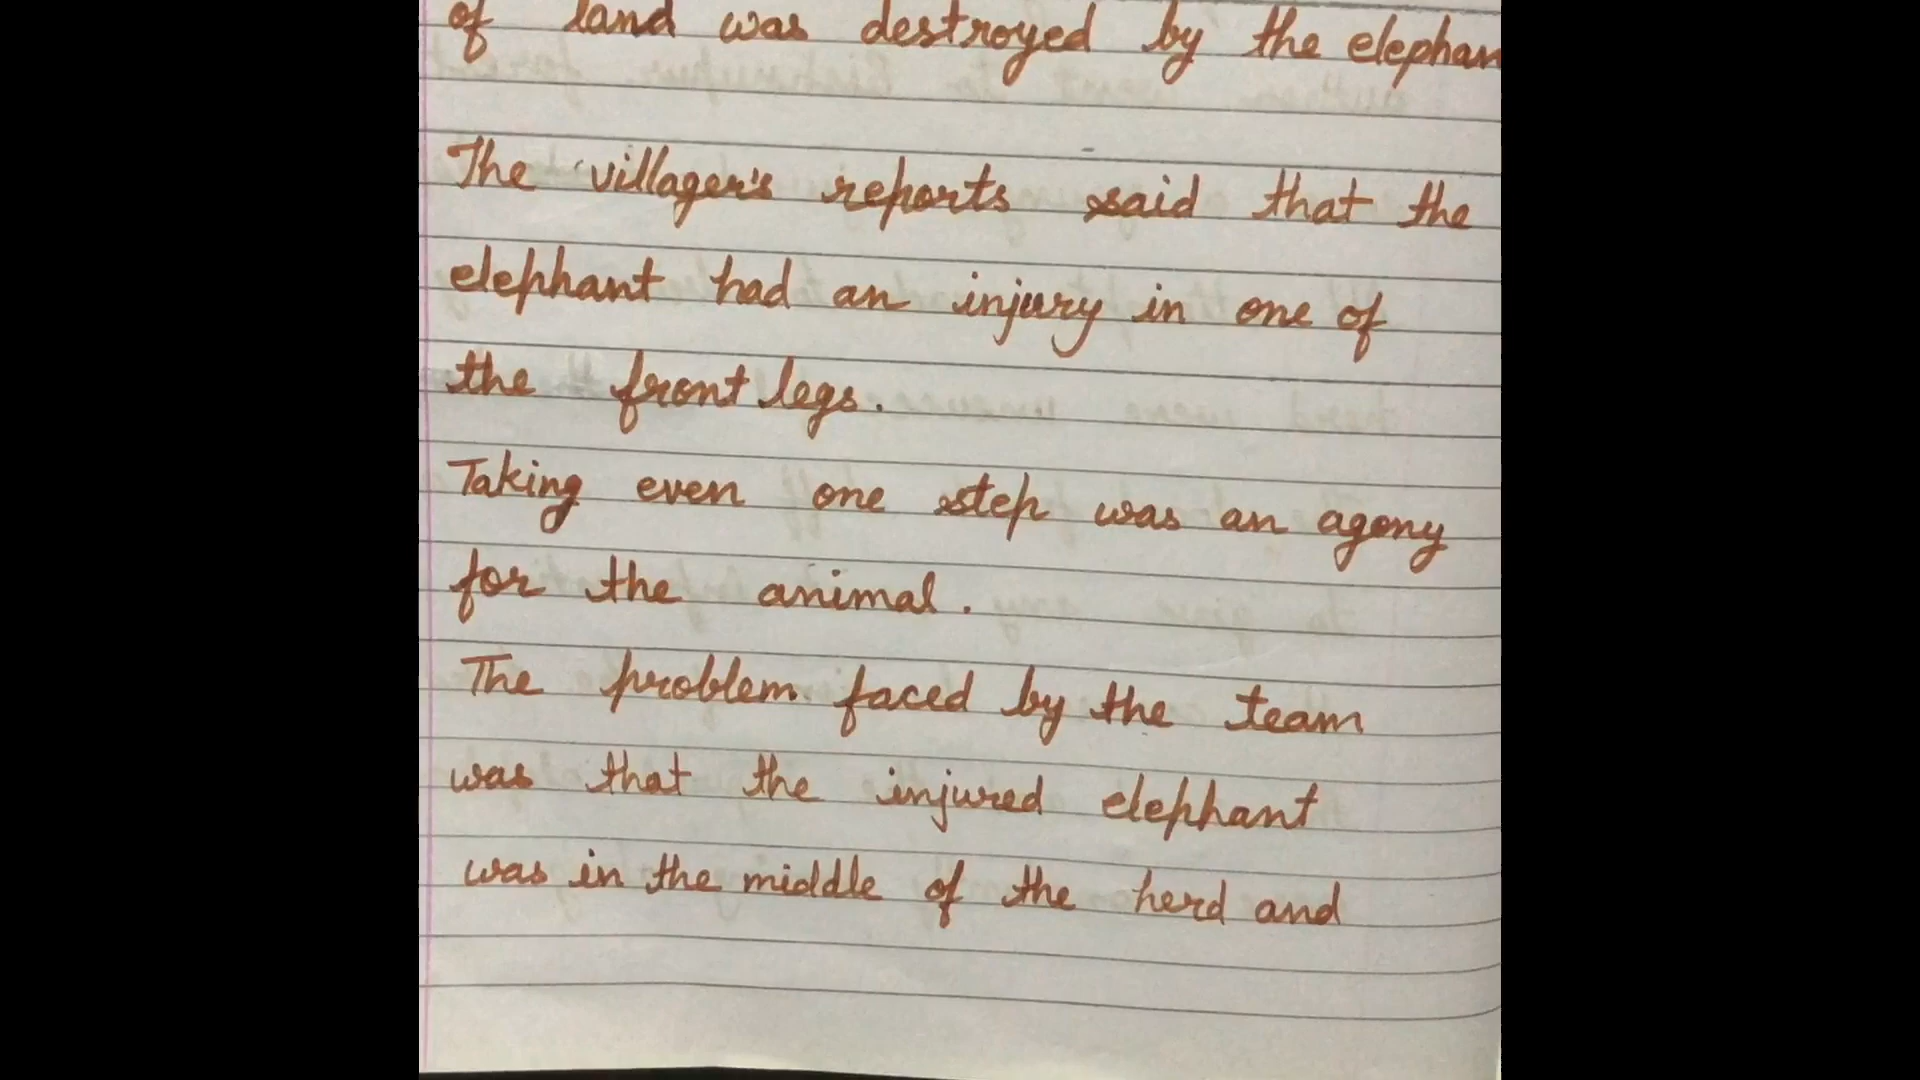 of land was destroyed by the elephan
The villager's reports said that the
elephant had an injury in one of
the front legs.
Taking even one step was an agony
for the animal.
The problem faced by the team
was that the injured elephant
was in the middle of the herd and